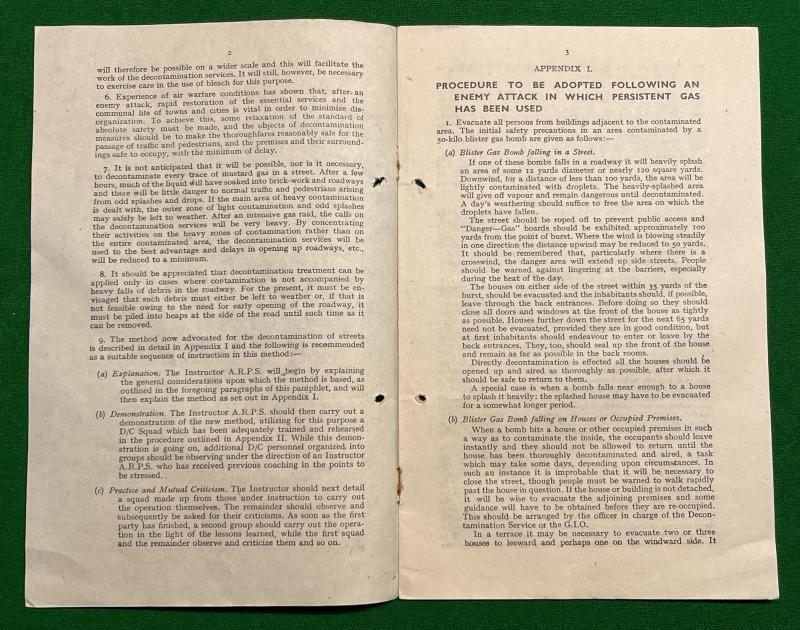 2
will therefore be possible on a wider scale and this will facilitate the
work of the decontamination services. It will still, however, be necessary
to exercise care in the use of bleach for this purpose.
6. Experience of air warfare conditions has shown that, after an
enemy attack, rapid restoration of the essential services and the
communal life of towns and cities is vital in order to minimize dis-
organization. To achieve this, some relaxation of the standard of
absolute safety must be made, and the objects of decontamination
measures should be to make the thoroughfares reasonably safe for the
passage of traffic and pedestrians, and the premises and their surround-
ings safe to occupy, with the minimum of delay.
7. It is not anticipated that it will be possible, nor is it necessary,
to decontaminate every trace of mustard gas in a street. After a few
hours, much of the liquid will have soaked into brick-work and roadways
and there will be little danger to normal traffic and pedestrians arising
from odd splashes and drops. If the main area of heavy contamination
is dealt with, the outer zone of light contamination and odd splashes
may safely be left to weather. After an intensive gas raid, the calls on
the decontamination services will be very heavy. By concentrating
their activities on the heavy zones of contamination rather than on
the entire contaminated area, the decontamination services will be
used to the best advantage and delays in opening up roadways, etc.,
will be reduced to a minimum.
8. It should be appreciated that decontamination treatment can be
applied only in cases where contamination is not accompanied by
heavy falls of debris in the roadway. For the present, it must be en-
visaged that such debris must either be left to weather or, if that is
not feasible owing to the need for early opening of the roadway, it
must be piled into heaps at the side of the road until such time as it
can be removed.
9. The method now advocated for the decontamination of streets
is described in detail in Appendix I and the following is recommended
as a suitable sequence of instruction in this method:—
(a) Explanation. The Instructor A.R.P.S. will begin by explaining
the general considerations upon which the method is based, as
outlined in the foregoing paragraphs of this pamphlet, and will
then explain the method as set out in Appendix I.
(b) Demonstration. The Instructor A.R.P.S. should then carry out a
demonstration of the new method, utilizing for this purpose a
D/C Squad which has been adequately trained and rehearsed
in the procedure outlined in Appendix II. While this demon-
stration is going on, additional D/C personnel organized into
groups should be observing under the direction of an Instructor
A.R.P.S. who has received previous coaching in the points to
be stressed.
(c) Practice and Mutual Criticism. The Instructor should next detail
a squad made up from those under instruction to carry out
the operation themselves. The remainder should observe and
subsequently be asked for their criticisms. As soon as the first
party has finished, a second group should carry out the opera-
tion in the light of the lessons learned, while the first squad
and the remainder observe and criticize them and so on.
3
APPENDIX I.
PROCEDURE TO BE ADOPTED FOLLOWING AN
ENEMY ATTACK IN WHICH PERSISTENT GAS
HAS BEEN USED
1. Evacuate all persons from buildings adjacent to the contaminated
area. The initial safety precautions in an area contaminated by a
50-kilo blister gas bomb are given as follows:—
(a) Blister Gas Bomb falling in a Street.
If one of these bombs falls in a roadway it will heavily splash
an area of some 12 yards diameter or nearly 120 square yards.
Downwind, for a distance of less than 100 yards, the area will be
lightly contaminated with droplets. The heavily-splashed area
will give off vapour and remain dangerous until decontaminated.
A day's weathering should suffice to free the area on which the
droplets have fallen.
The street should be roped off to prevent public access and
"Danger—Gas" boards should be exhibited approximately 100
yards from the point of burst. Where the wind is blowing steadily
in one direction the distance upwind may be reduced to 50 yards.
It should be remembered that, particularly where there is a
crosswind, the danger area will extend up side streets. People
should be warned against lingering at the barriers, especially
during the heat of the day.
The houses on either side of the street within 35 yards of the
burst, should be evacuated and the inhabitants should, if possible,
leave through the back entrances. Before doing so they should
close all doors and windows at the front of the house as tightly
as possible. Houses further down the street for the next 65 yards
need not be evacuated, provided they are in good condition, but
at first inhabitants should endeavour to enter or leave by the
back entrances. They, too, should seal up the front of the house
and remain as far as possible in the back rooms.
Directly decontamination is effected all the houses should be
opened up and aired as thoroughly as possible, after which it
should be safe to return to them.
A special case is when a bomb falls near enough to a house
to splash it heavily; the splashed house may have to be evacuated
for a somewhat longer period.
(b) Blister Gas Bomb falling on Houses or Occupied Premises.
When a bomb hits a house or other occupied premises in such
a way as to contaminate the inside, the occupants should leave
instantly and they should not be allowed to return until the
house has been thoroughly decontaminated and aired, a task
which may take some days, depending upon circumstances. In
such an instance it is improbable that it will be necessary to
close the street, though people must be warned to walk rapidly
past the house in question. If the house or building is not detached,
it will be wise to evacuate the adjoining premises and some
guidance will have to be obtained before they are re-occupied.
This should be arranged by the officer in charge of the Decon-
tamination Service or the G.I.O.
In a terrace it may be necessary to evacuate two or three
houses to leeward and perhaps one on the windward side. It